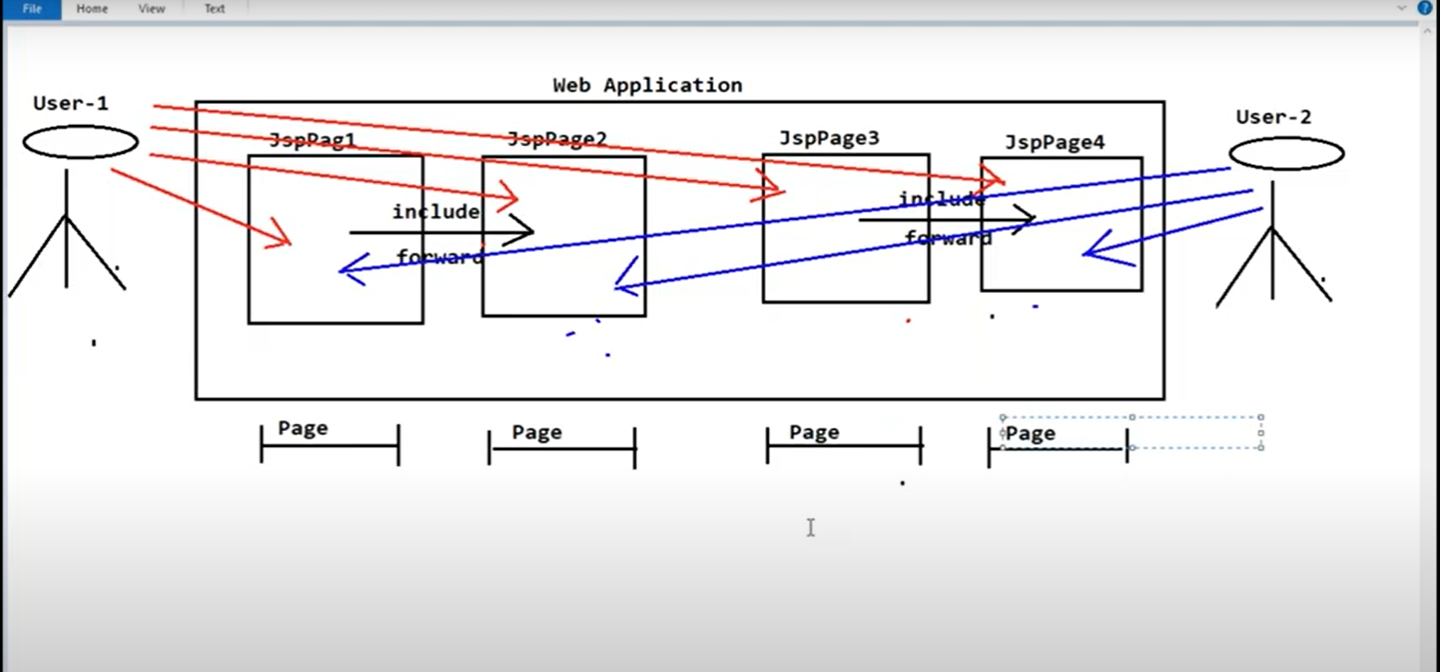 File Home View Text
Web Application
User-1
User-2
JspPag1 JspPage2 JspPage3 JspPage4
include
forward
include
forward
Page Page Page Page